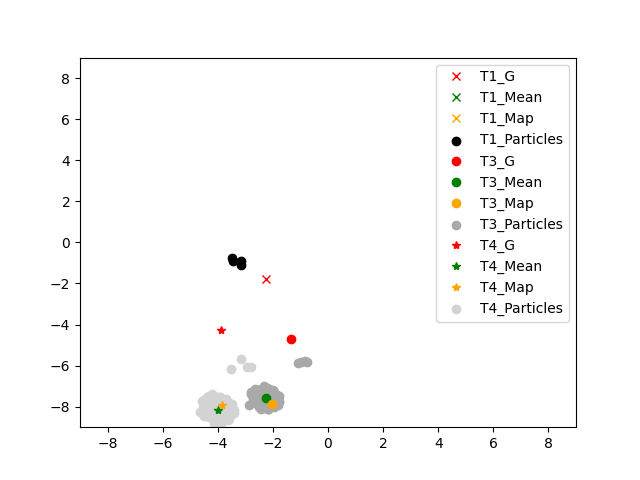 8
6
4
2
0
−2
−4
−6
−8
−8
−6
−4
−2
0
2
4
6
8
T1_G
T1_Mean
T1_Map
T1_Particles
T3_G
T3_Mean
T3_Map
T3_Particles
T4_G
T4_Mean
T4_Map
T4_Particles